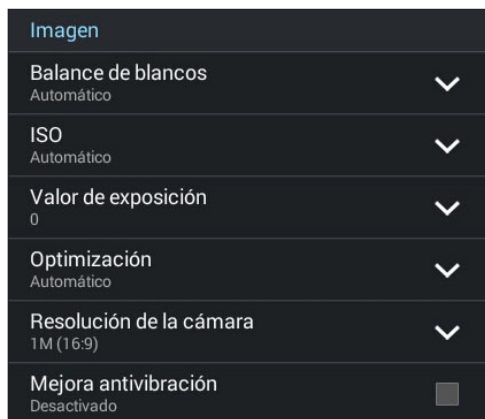 Imagen
Balance de blancos
Automático
ISO
Automático
Valor de exposición
0
Optimización
Automático
Resolución de la cámara
1M (16:9)
Mejora antivibración
Desactivado